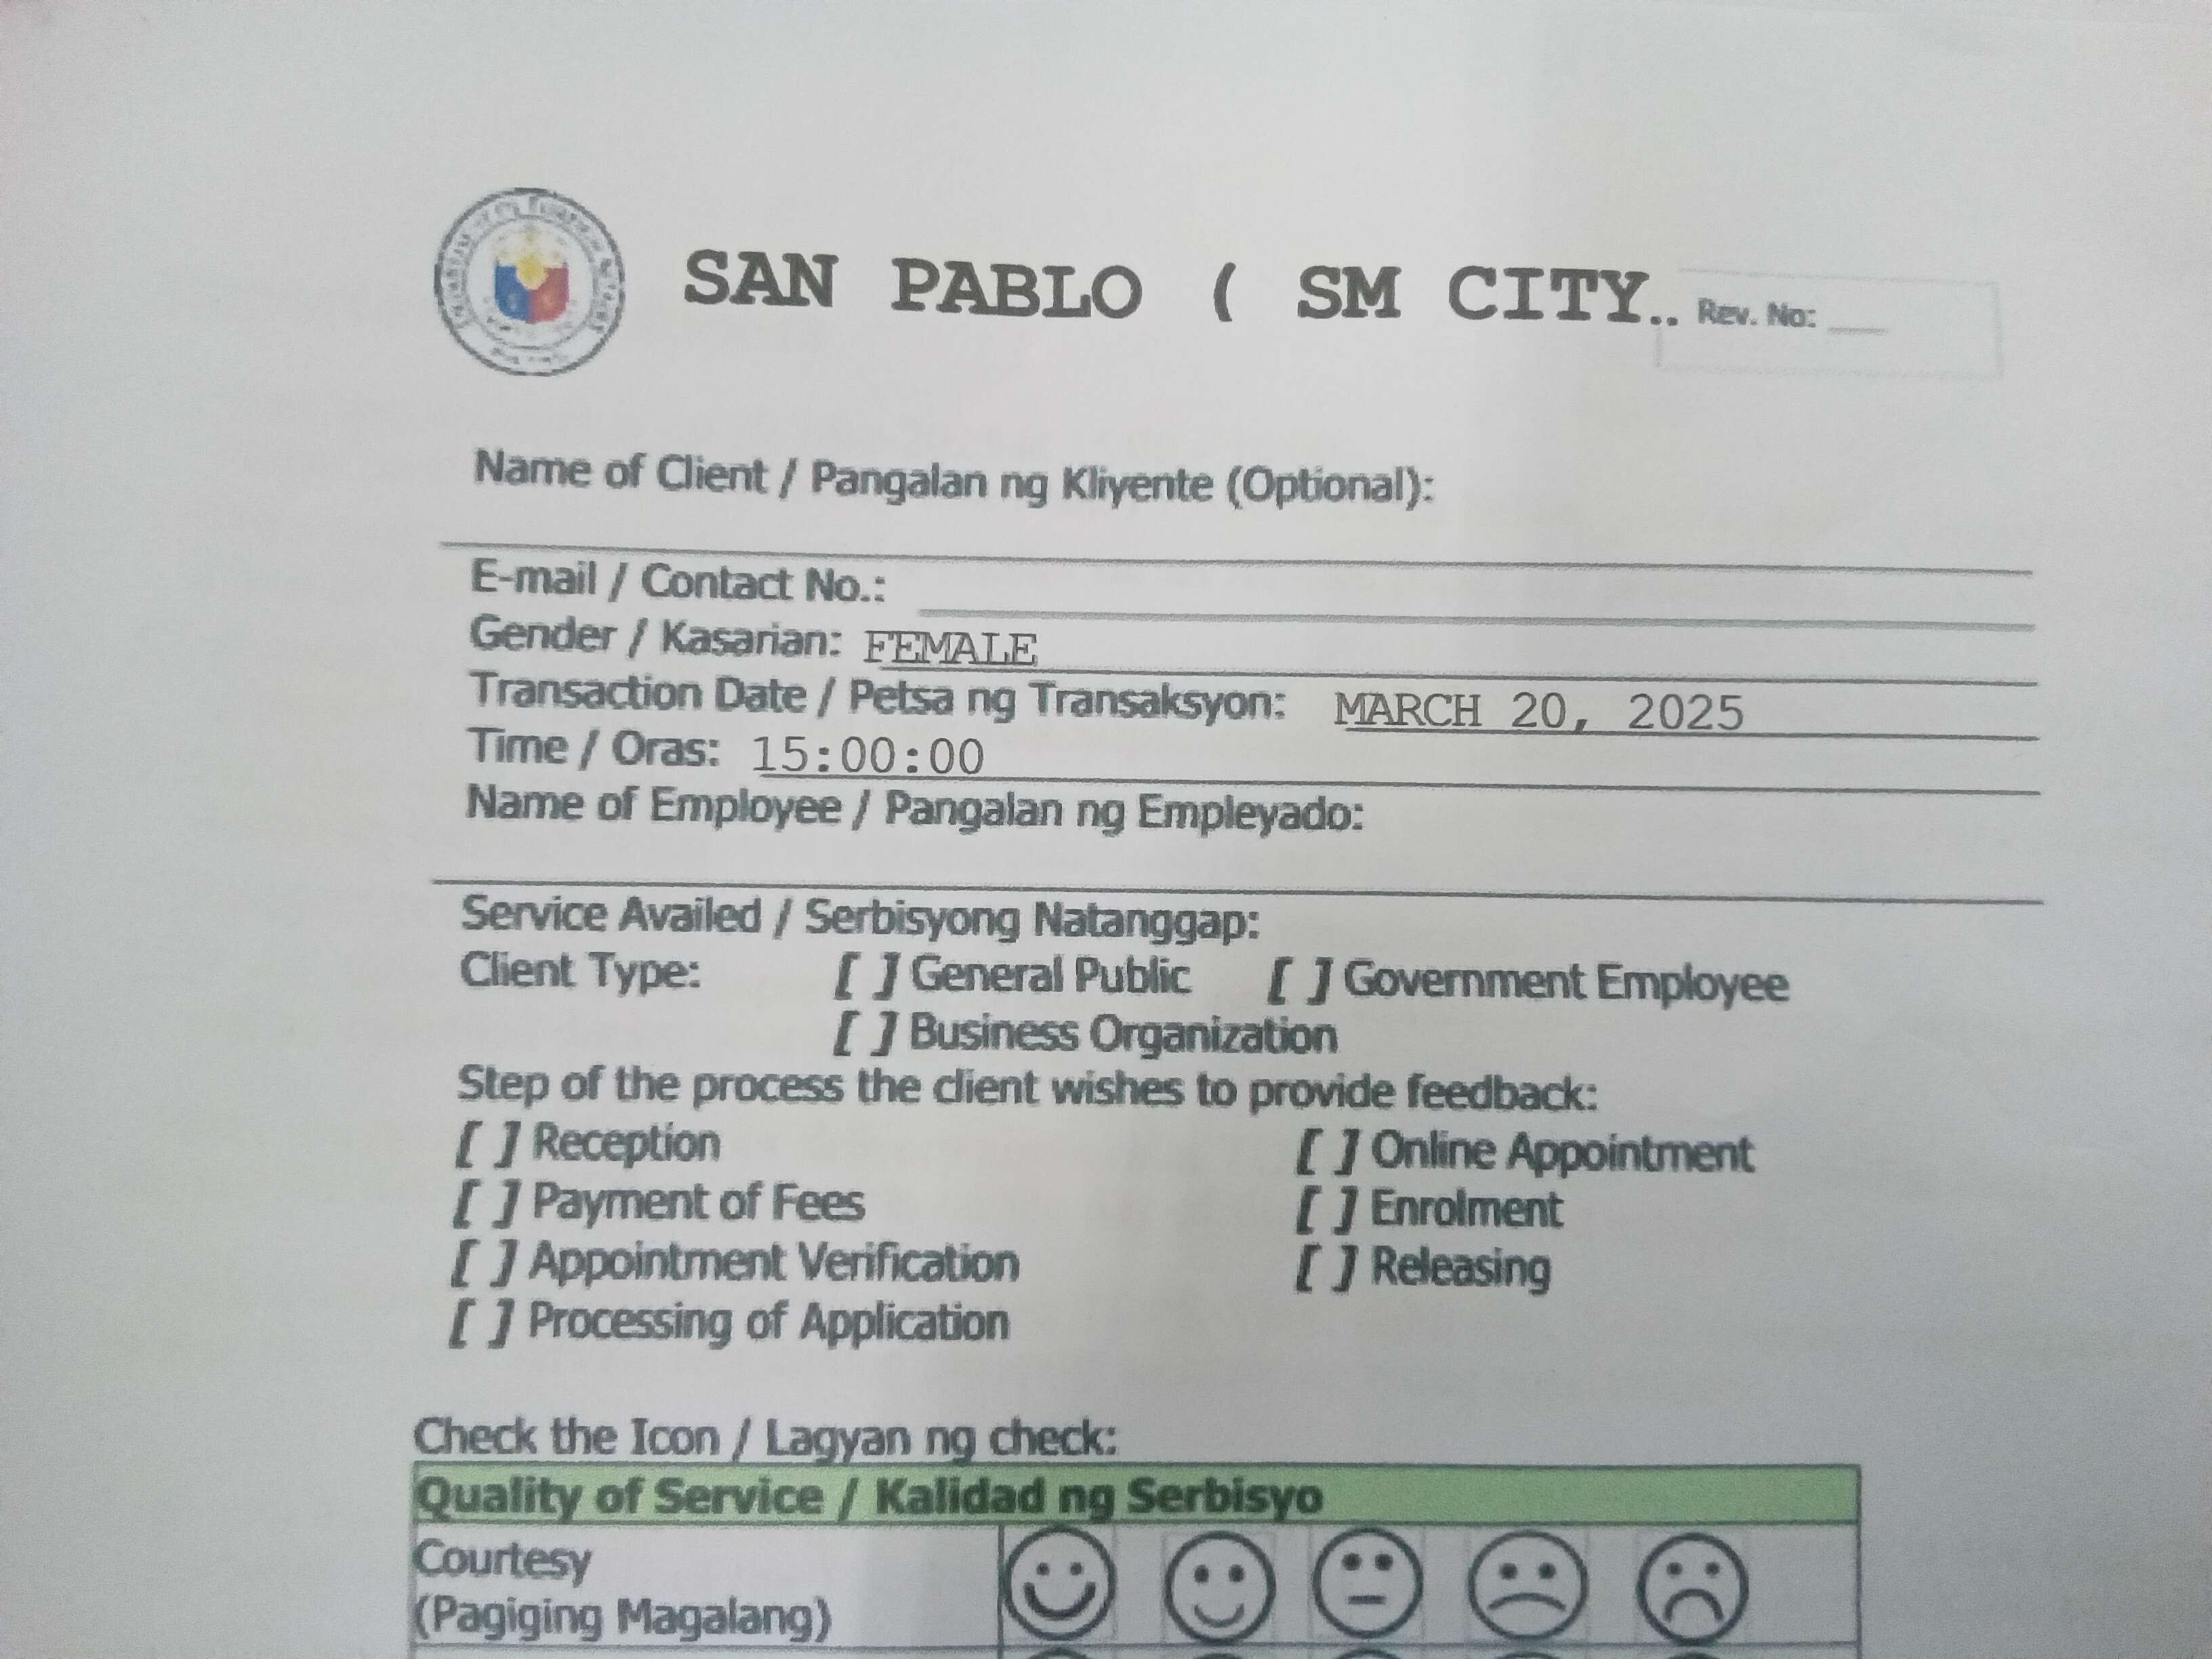 SAN PABLO ( SM CITY..
Rev. No: ___
Name of Client / Pangalan ng Kliyente (Optional):
E-mail / Contact No.:
Gender / Kasarian: FEMALE
Transaction Date / Petsa ng Transaksyon: MARCH 20, 2025
Time / Oras: 15:00:00
Name of Employee / Pangalan ng Empleyado:
Service Availed / Serbisyong Natanggap:
Client Type: [ ] General Public [ ] Government Employee
[ ] Business Organization
Step of the process the client wishes to provide feedback:
[ ] Reception [ ] Online Appointment
[ ] Payment of Fees [ ] Enrolment
[ ] Appointment Verification [ ] Releasing
[ ] Processing of Application
Check the Icon / Lagyan ng check:
Quality of Service / Kalidad ng Serbisyo
Courtesy
(Pagiging Magalang)